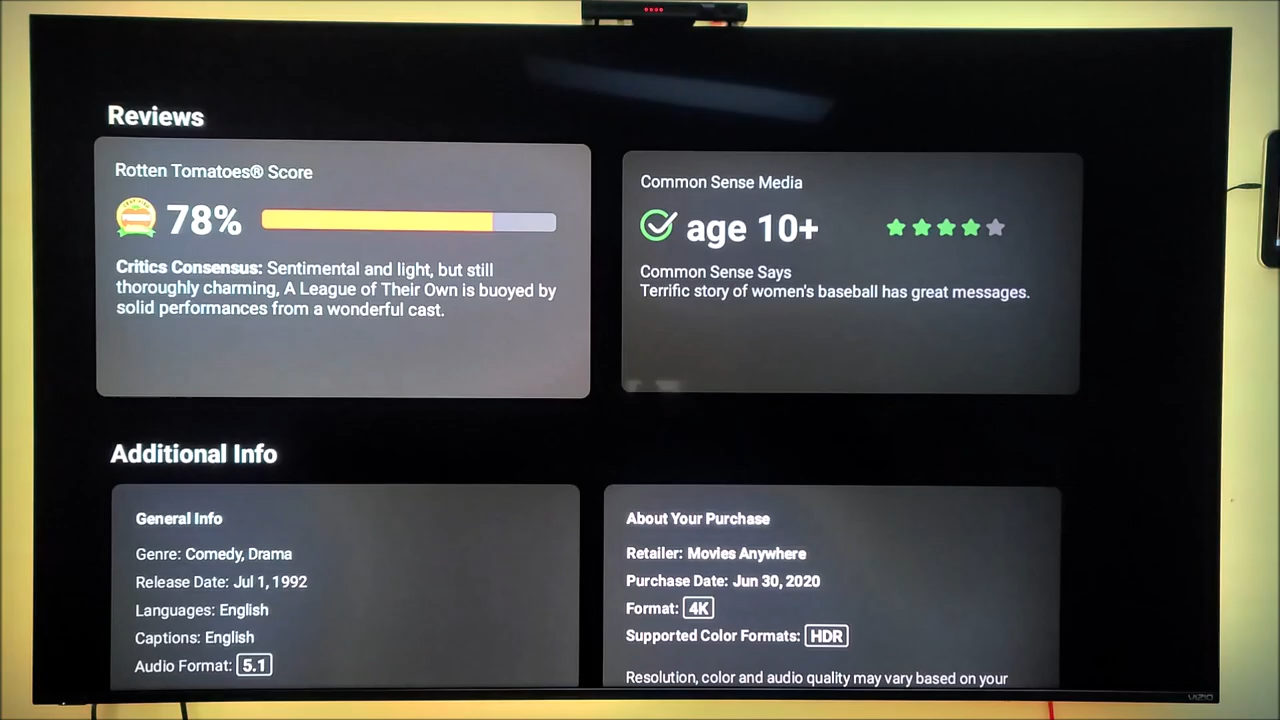 Reviews
Rotten Tomatoes® Score
78%
Critics Consensus: Sentimental and light, but still
thoroughly charming, A League of Their Own is buoyed by
solid performances from a wonderful cast.
Common Sense Media
age 10+
Common Sense Says
Terrific story of women's baseball has great messages.
Additional Info
General Info
Genre: Comedy, Drama
Release Date: Jul 1, 1992
Languages: English
Captions: English
Audio Format: 5.1
About Your Purchase
Retailer: Movies Anywhere
Purchase Date: Jun 30, 2020
Format: 4K
Supported Color Formats: HDR
Resolution, color and audio quality may vary based on your
VIZIO